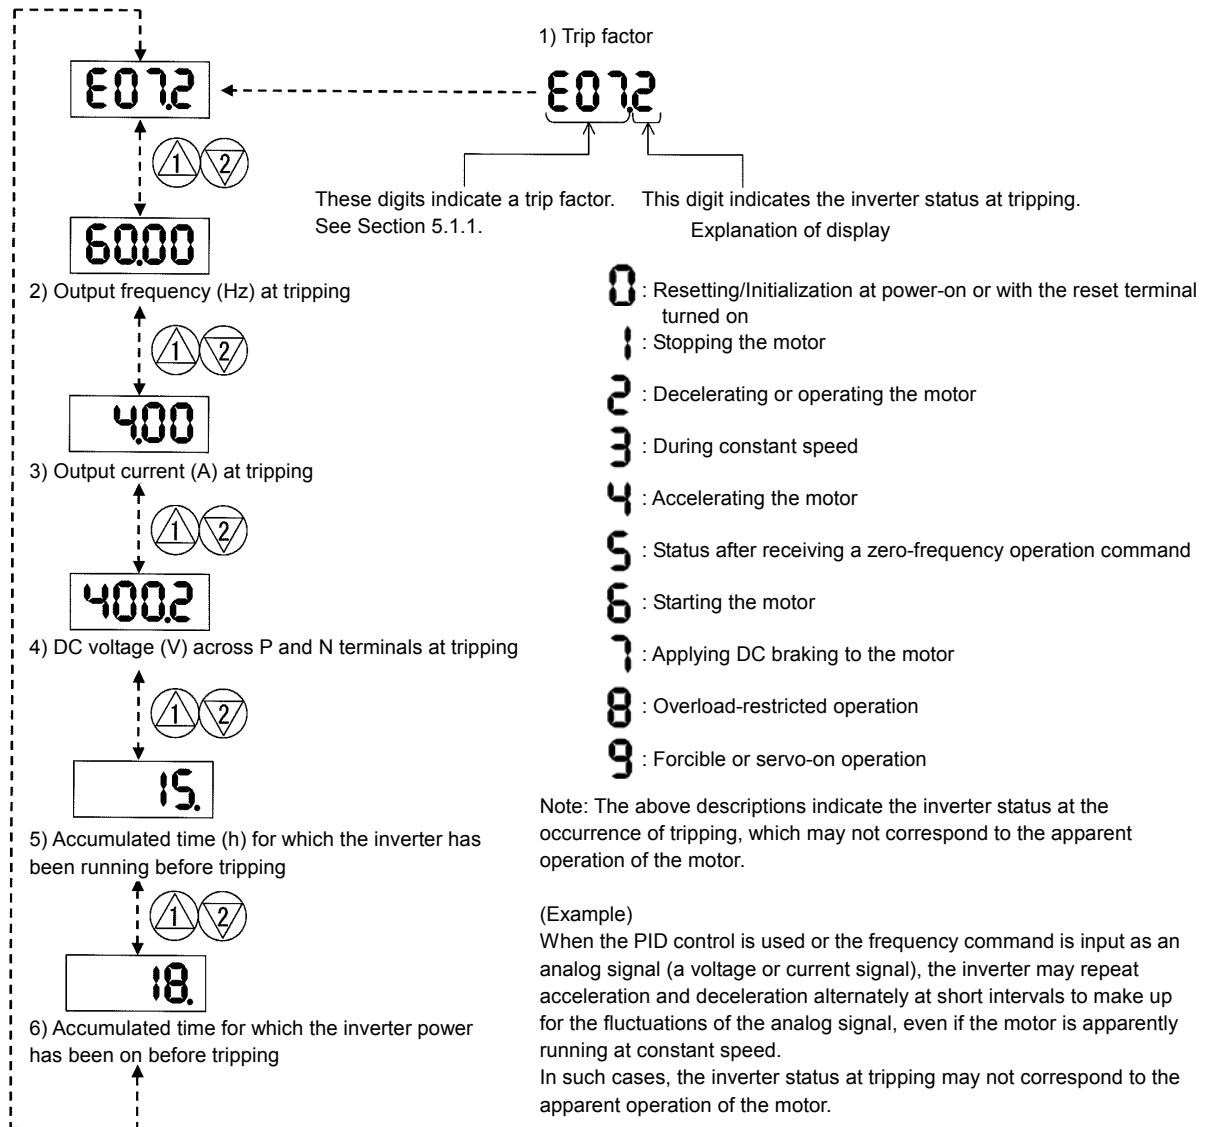 1) Trip factor
E07.2
E07.2
1 2
These digits indicate a trip factor.
See Section 5.1.1.
This digit indicates the inverter status at tripping.
Explanation of display
60.00
2) Output frequency (Hz) at tripping
1 2
4.00
3) Output current (A) at tripping
1 2
400.2
4) DC voltage (V) across P and N terminals at tripping
1 2
15.
5) Accumulated time (h) for which the inverter has
been running before tripping
1 2
18.
6) Accumulated time for which the inverter power
has been on before tripping
0 : Resetting/Initialization at power-on or with the reset terminal
turned on
1 : Stopping the motor
2 : Decelerating or operating the motor
3 : During constant speed
4 : Accelerating the motor
5 : Status after receiving a zero-frequency operation command
6 : Starting the motor
7 : Applying DC braking to the motor
8 : Overload-restricted operation
9 : Forcible or servo-on operation
Note: The above descriptions indicate the inverter status at the
occurrence of tripping, which may not correspond to the apparent
operation of the motor.
(Example)
When the PID control is used or the frequency command is input as an
analog signal (a voltage or current signal), the inverter may repeat
acceleration and deceleration alternately at short intervals to make up
for the fluctuations of the analog signal, even if the motor is apparently
running at constant speed.
In such cases, the inverter status at tripping may not correspond to the
apparent operation of the motor.